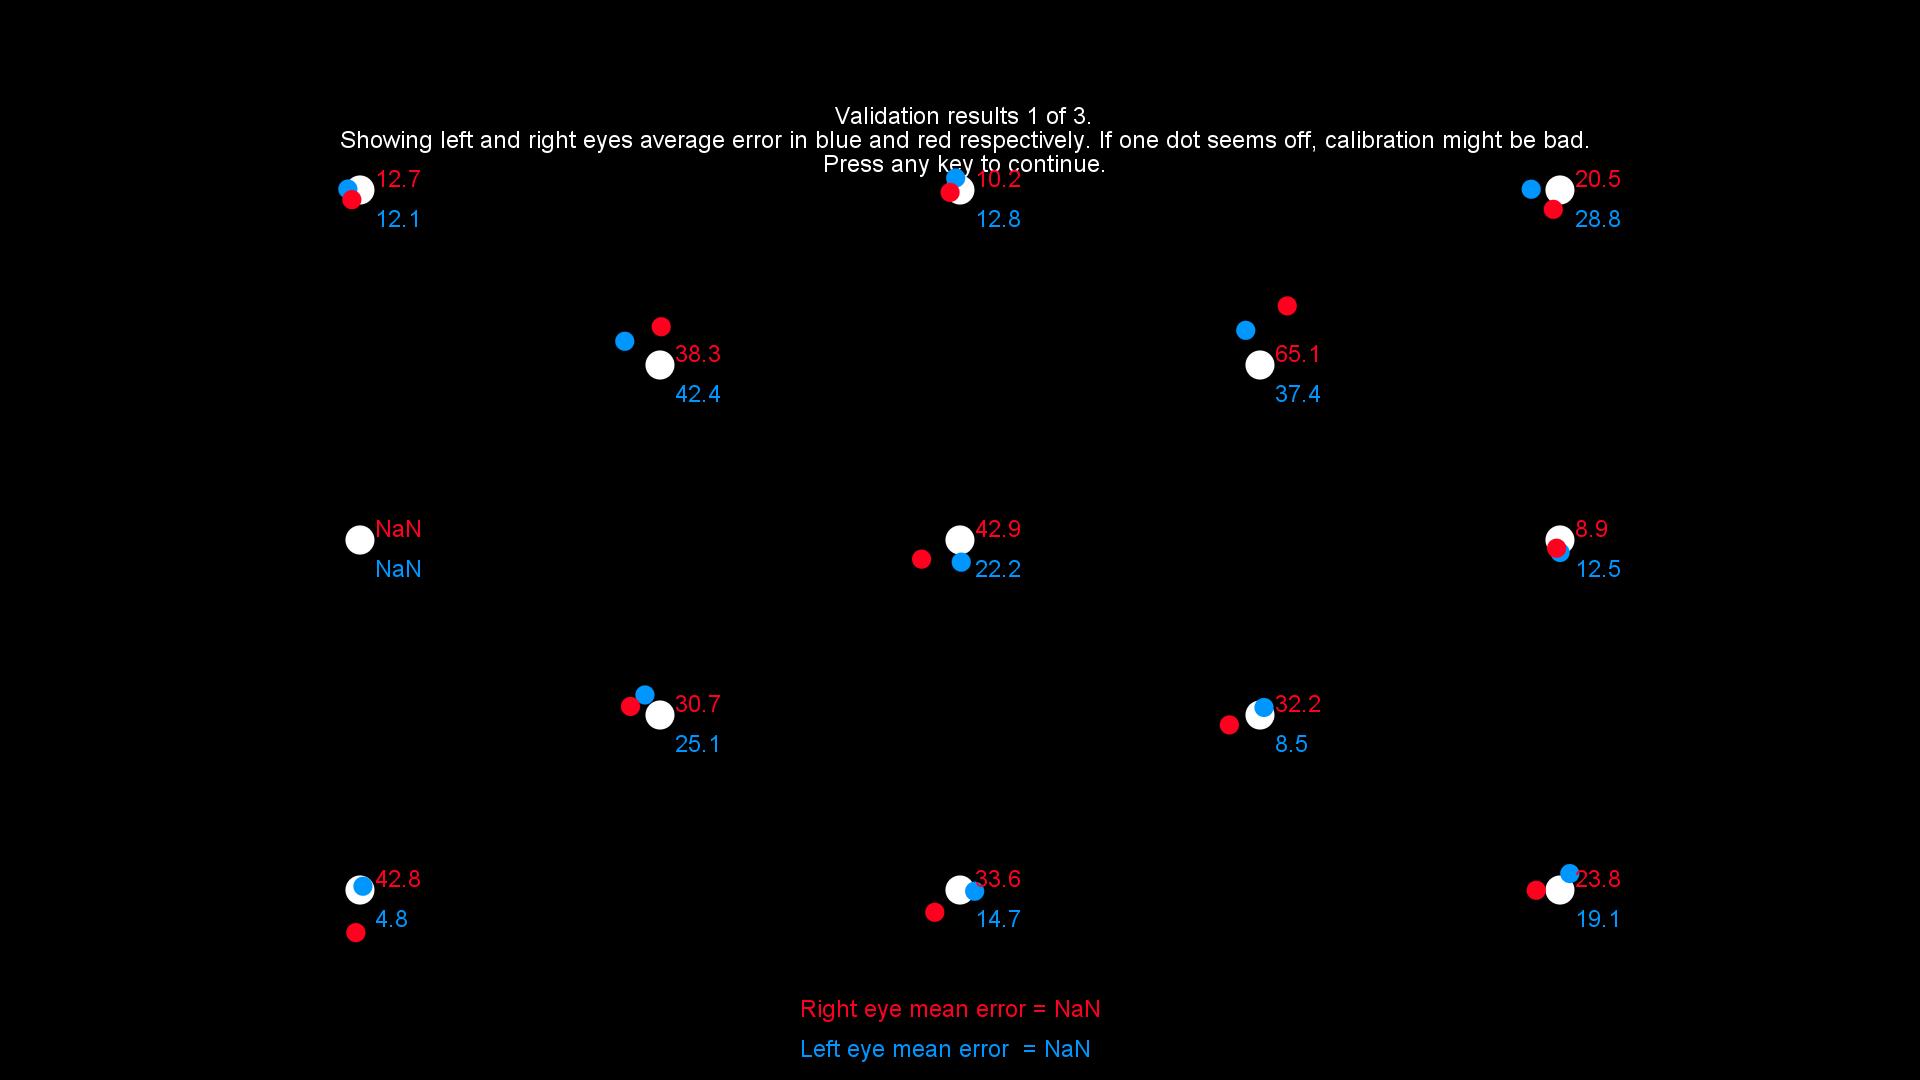 Validation results 1 of 3.
Showing left and right eyes average error in blue and red respectively. If one dot seems off, calibration might be bad.
Press any key to continue.
12.7 10.2 20.5
12.1 12.8 28.8
38.3 65.1
42.4 37.4
NaN 42.9 8.9
NaN 22.2 12.5
30.7 32.2
25.1 8.5
42.8 33.6 23.8
4.8 14.7 19.1
Right eye mean error = NaN
Left eye mean error  = NaN